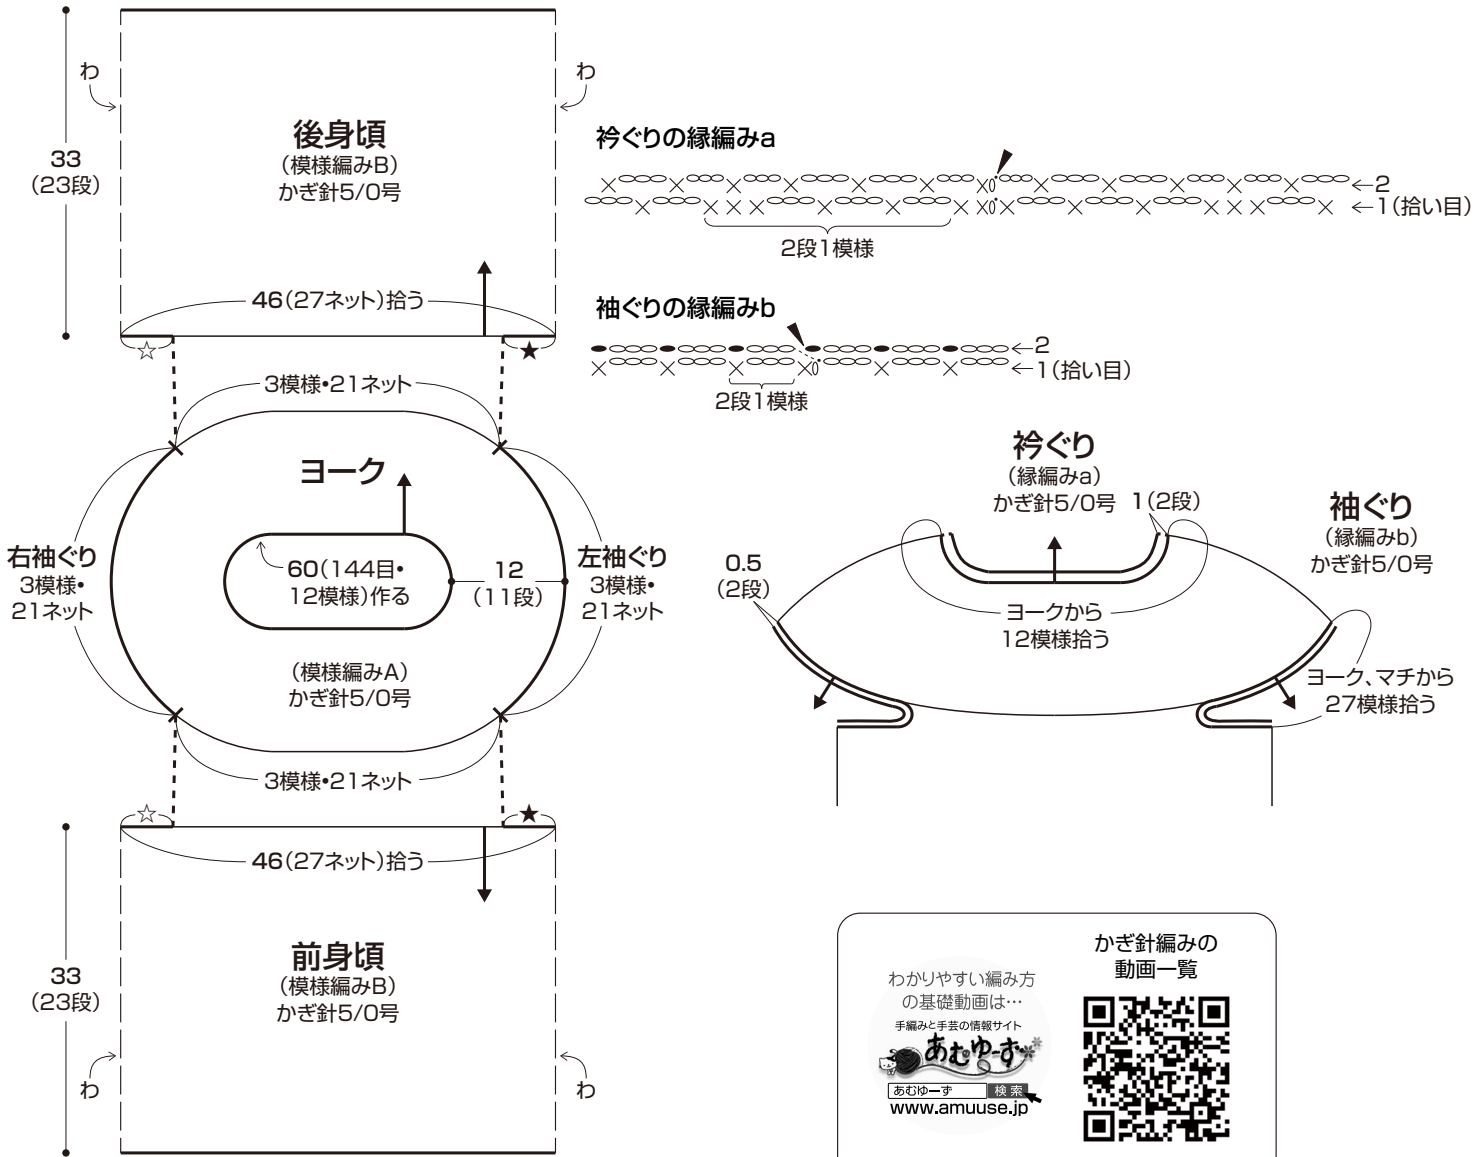 わ
わ
33
(23段)
後身頃
(模様編みB)
かぎ針5/0号
46(27ネット)拾う
☆
★
3模様・21ネット
ヨーク
右袖ぐり
3模様・
21ネット
60(144目・
12模様)作る
12
(11段)
左袖ぐり
3模様・
21ネット
(模様編みA)
かぎ針5/0号
3模様・21ネット
☆
★
46(27ネット)拾う
前身頃
(模様編みB)
かぎ針5/0号
33
(23段)
わ
わ
衿ぐりの縁編みa
2
1(拾い目)
2段1模様
袖ぐりの縁編みb
2
1(拾い目)
2段1模様
衿ぐり
(縁編みa)
かぎ針5/0号
1(2段)
袖ぐり
(縁編みb)
かぎ針5/0号
0.5
(2段)
ヨークから
12模様拾う
ヨーク、マチから
27模様拾う
わかりやすい編み方
の基礎動画は…
手編みと手芸の情報サイト
あむゆーず
あむゆーず 検索
www.amuuse.jp
かぎ針編みの
動画一覧